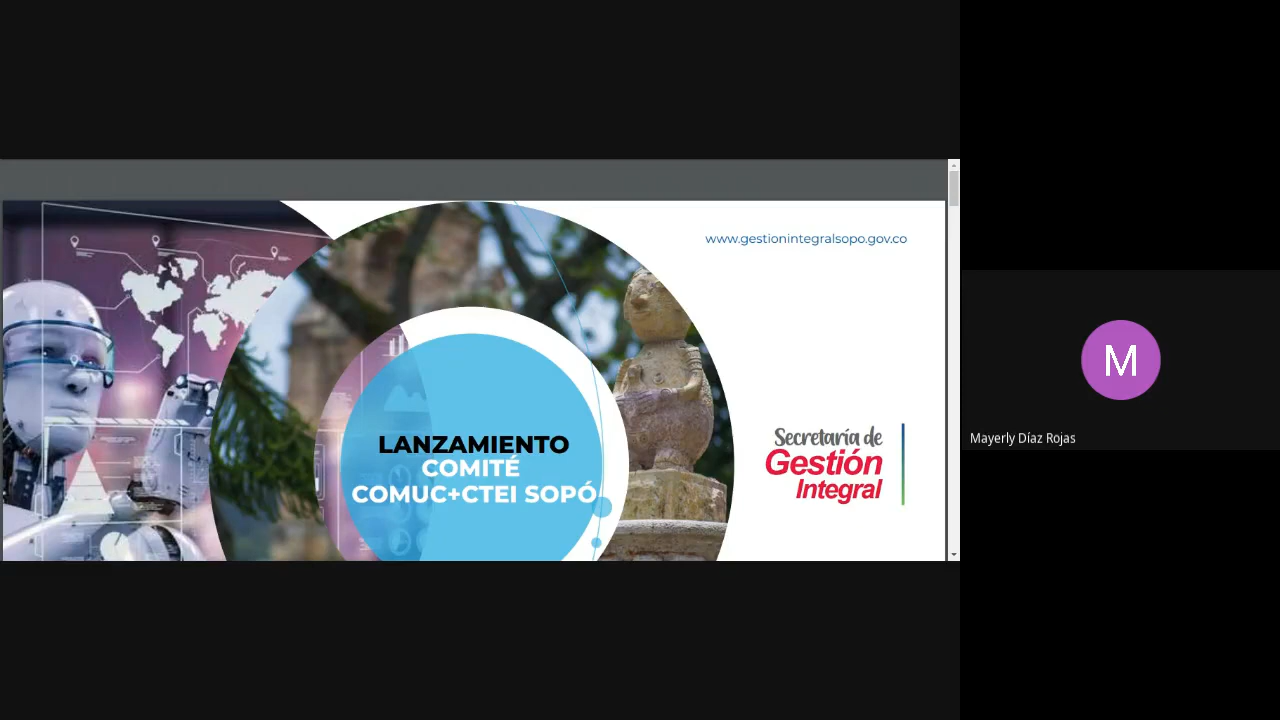 www.gestionintegralsopo.gov.co
LANZAMIENTO
COMITÉ
COMUC+CTEI SOPÓ
Secretaría de
Gestión
Integral
M
Mayerly Díaz Rojas